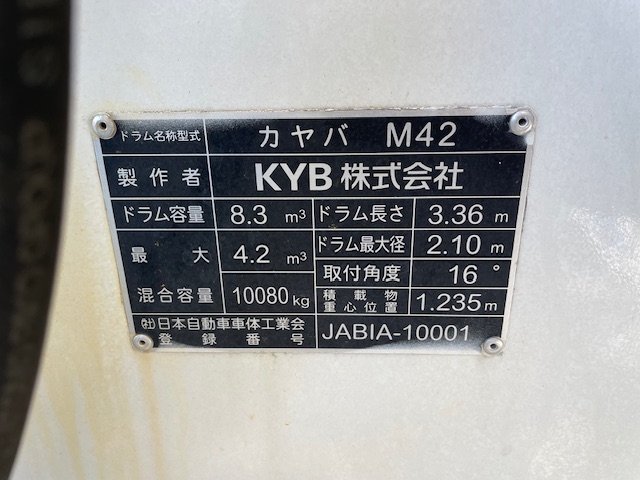 ドラム名称型式 カヤバ M42
製作者 KYB 株式会社
ドラム容量 8.3 m³ ドラム長さ 3.36 m
最大 4.2 m³ ドラム最大径 2.10 m
混合容量 10080 kg 取付角度 16°
積載物重心位置 1.235 m
㈳日本自動車車体工業会
登録番号 JABIA-10001